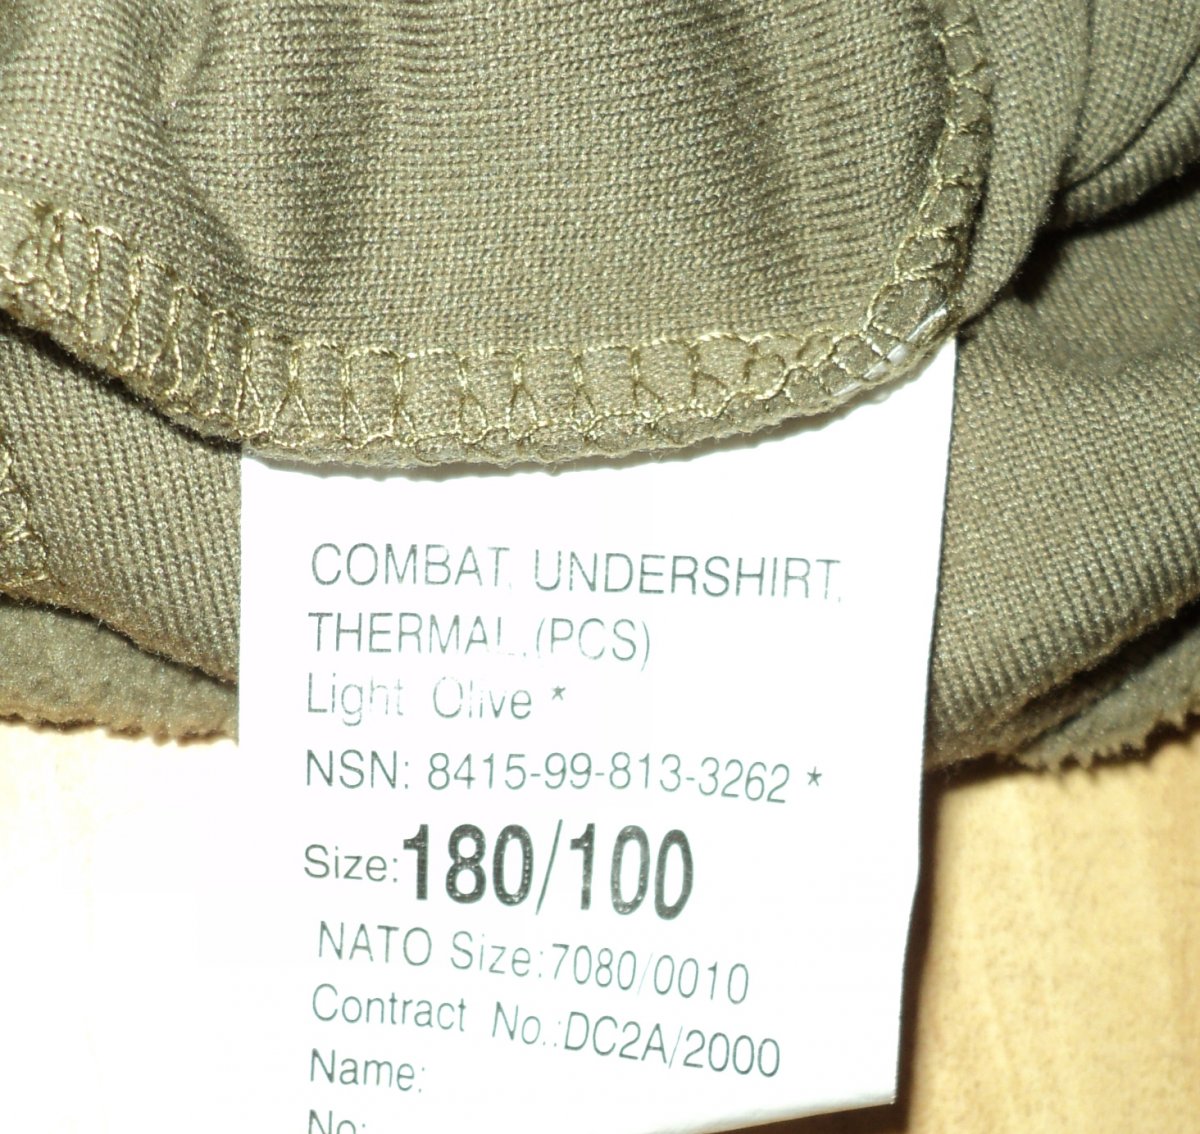 COMBAT, UNDERSHIRT,
THERMAL,(PCS)
Light Olive *
NSN: 8415-99-813-3262 *
Size:180/100
NATO Size:7080/0010
Contract No.:DC2A/2000
Name:
No: